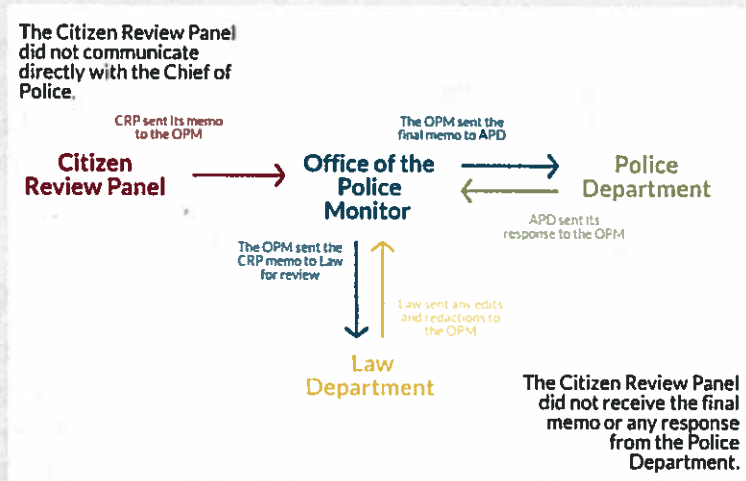 The Citizen Review Panel
did not communicate
directly with the Chief of
Police.
CRP sent its memo
to the OPM
The OPM sent the
final memo to APD
Citizen
Review Panel
Office of the
Police
Monitor
Police
Department
APD sent its
response to the OPM
The OPM sent the
CRP memo to Law
for review
Law sent any edits
and redactions to
the OPM
Law
Department
The Citizen Review Panel
did not receive the final
memo or any response
from the Police
Department.